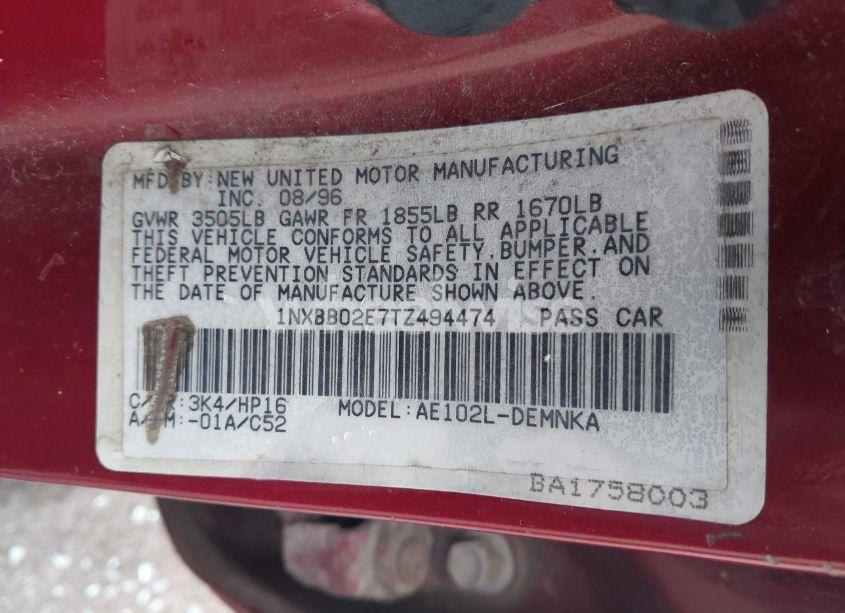 MFD BY: NEW UNITED MOTOR MANUFACTURING
INC. 08/96
GVWR 3505LB GAWR FR 1855LB RR 1670LB
THIS VEHICLE CONFORMS TO ALL APPLICABLE
FEDERAL MOTOR VEHICLE SAFETY, BUMPER, AND
THEFT PREVENTION STANDARDS IN EFFECT ON
THE DATE OF MANUFACTURE SHOWN ABOVE.
1NXBB02E7TZ494474 PASS CAR
3K4/HP16 MODEL: AE102L-DEMNKA
-01A/C52
BA1758003